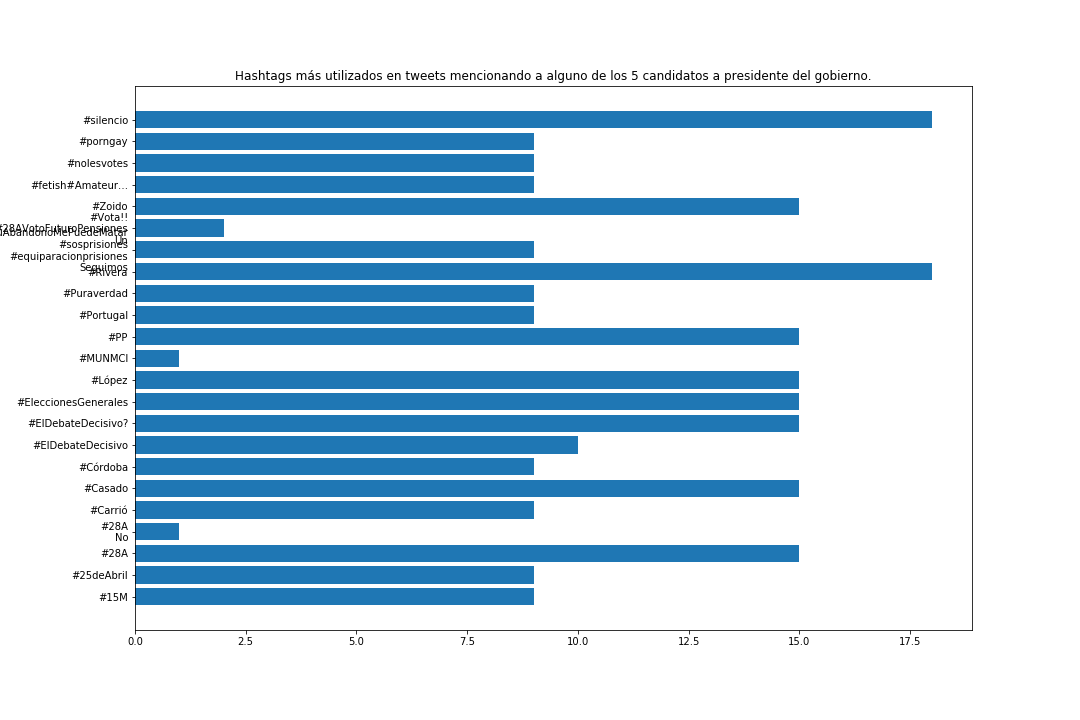 Hashtags más utilizados en tweets mencionando a alguno de los 5 candidatos a presidente del gobierno.
#silencio
#porngay
#nolesvotes
#fetish#Amateur…
#Zoido
#Vota!!
#28AVotoFuturoPensiones
Un
#sosprisiones
#equiparacionprisiones
Seguimos
#Rivera
#Puraverdad
#Portugal
#PP
#MUNMCI
#López
#EleccionesGenerales
#ElDebateDecisivo?
#ElDebateDecisivo
#Córdoba
#Casado
#Carrió
#28A
No
#28A
#25deAbril
#15M
0.0 2.5 5.0 7.5 10.0 12.5 15.0 17.5